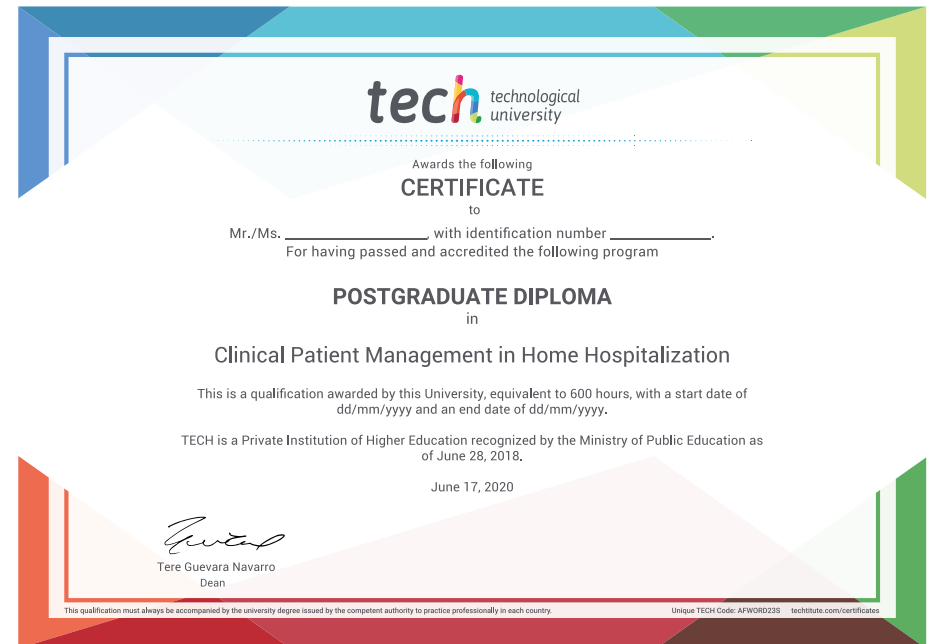 tech technological
university
Awards the following
CERTIFICATE
to
Mr./Ms. ____________________, with identification number ______________.
For having passed and accredited the following program
POSTGRADUATE DIPLOMA
in
Clinical Patient Management in Home Hospitalization
This is a qualification awarded by this University, equivalent to 600 hours, with a start date of
dd/mm/yyyy and an end date of dd/mm/yyyy.
TECH is a Private Institution of Higher Education recognized by the Ministry of Public Education as
of June 28, 2018.
June 17, 2020
Tere Guevara Navarro
Dean
This qualification must always be accompanied by the university degree issued by the competent authority to practice professionally in each country. Unique TECH Code: AFWORD23S techtitute.com/certificates